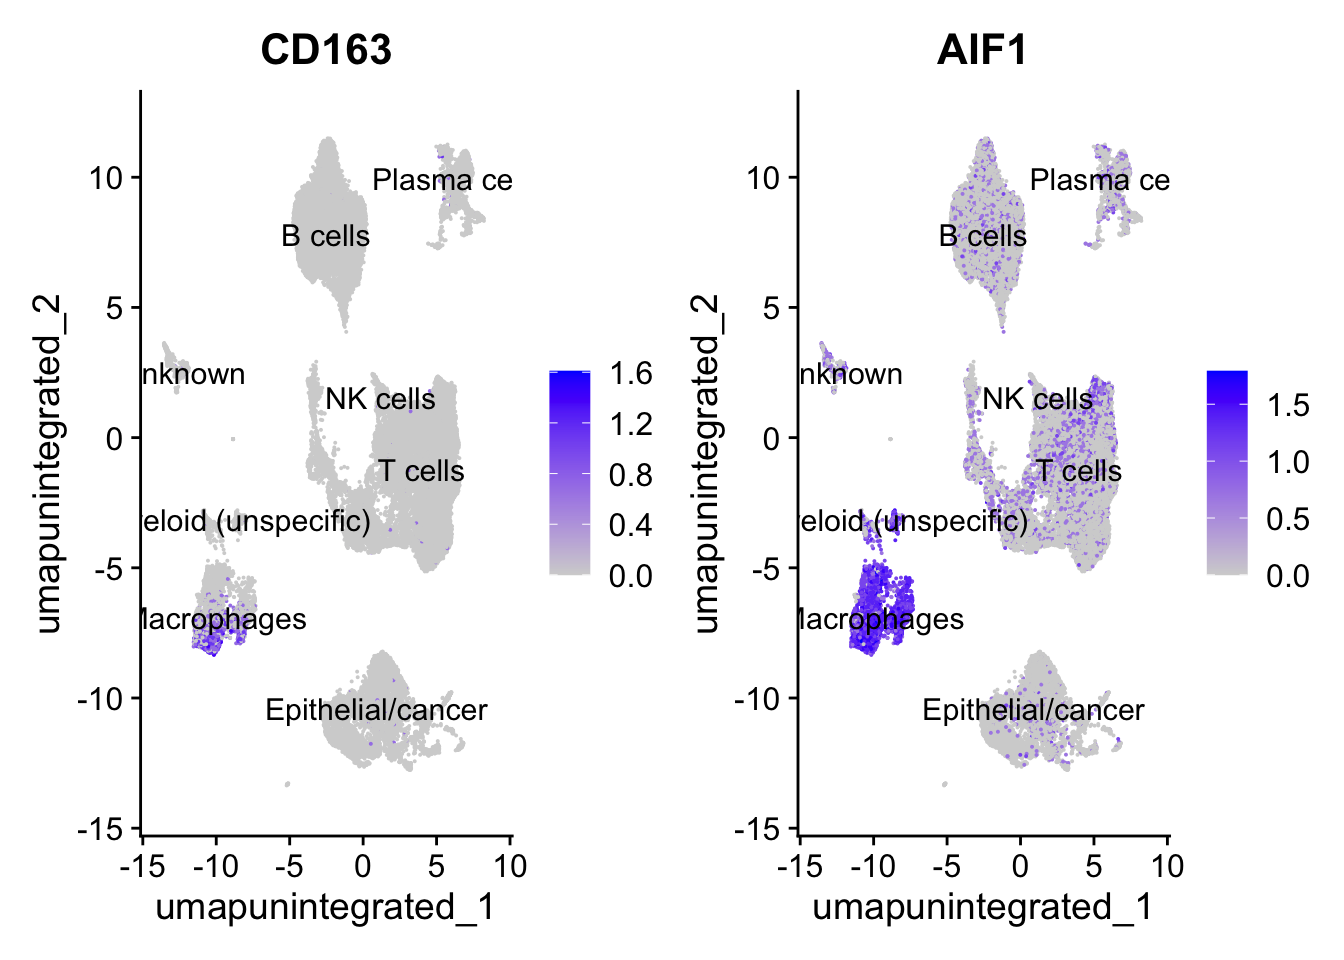 CD163
umapunintegrated_2
10
5
0
-5
-10
-15
Plasma ce
B cells
nknown
NK cells
T cells
eloid (unspecific)
Macrophages
Epithelial/cancer
1.6
1.2
0.8
0.4
0.0
-15 -10 -5 0 5 10
umapunintegrated_1
AIF1
umapunintegrated_2
10
5
0
-5
-10
-15
Plasma ce
B cells
nknown
NK cells
T cells
eloid (unspecific)
Macrophages
Epithelial/cancer
1.5
1.0
0.5
0.0
-15 -10 -5 0 5 10
umapunintegrated_1